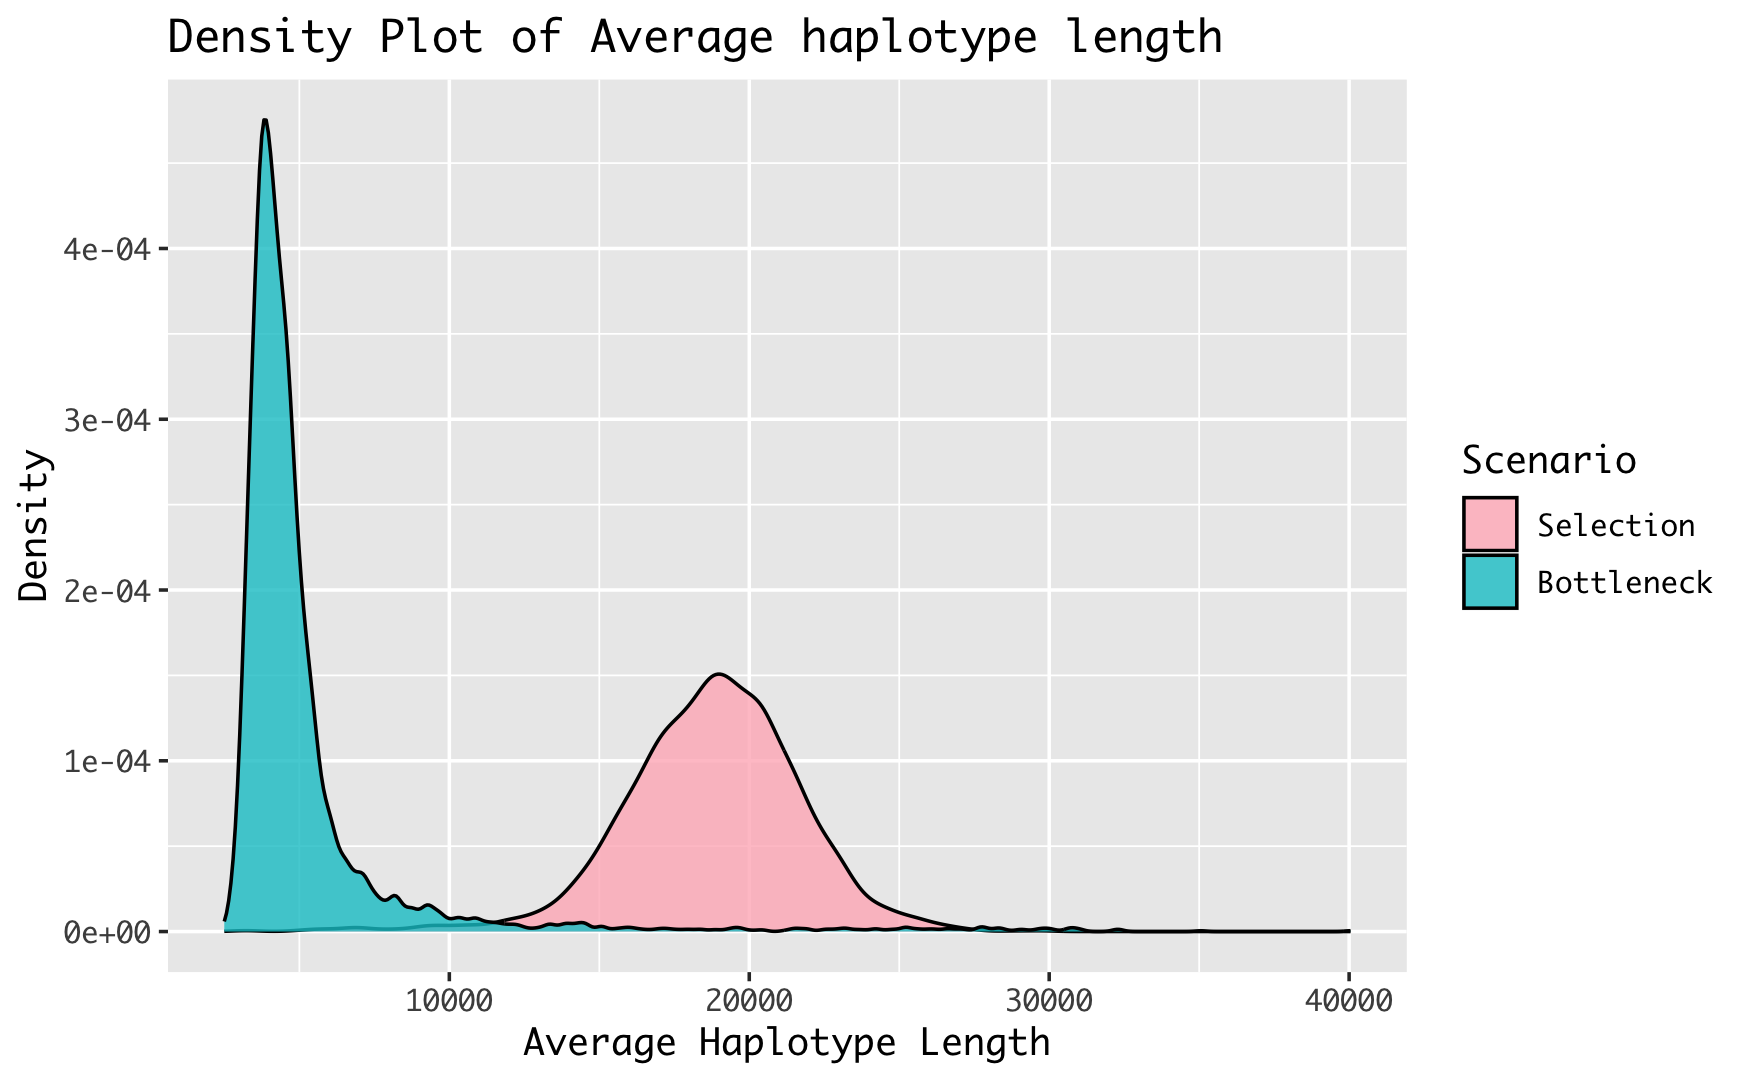 Density Plot of Average haplotype length
Density
4e-04
3e-04
2e-04
1e-04
0e+00
10000 20000 30000 40000
Average Haplotype Length
Scenario
Selection
Bottleneck